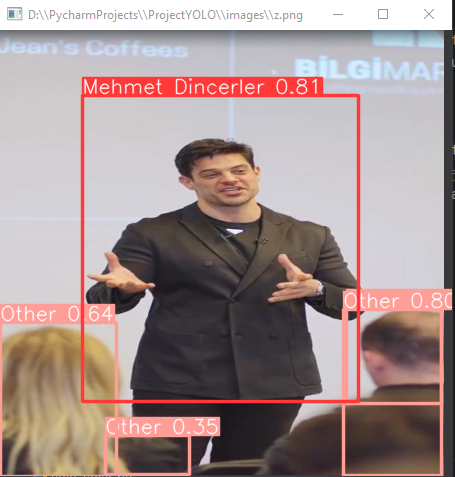 D:\\PycharmProjects\\ProjectYOLO\\images\\z.png
Jean's Coffees
BİLGİMAR
Mehmet Dincerler 0.81
Other 0.64
Other 0.80
Other 0.35